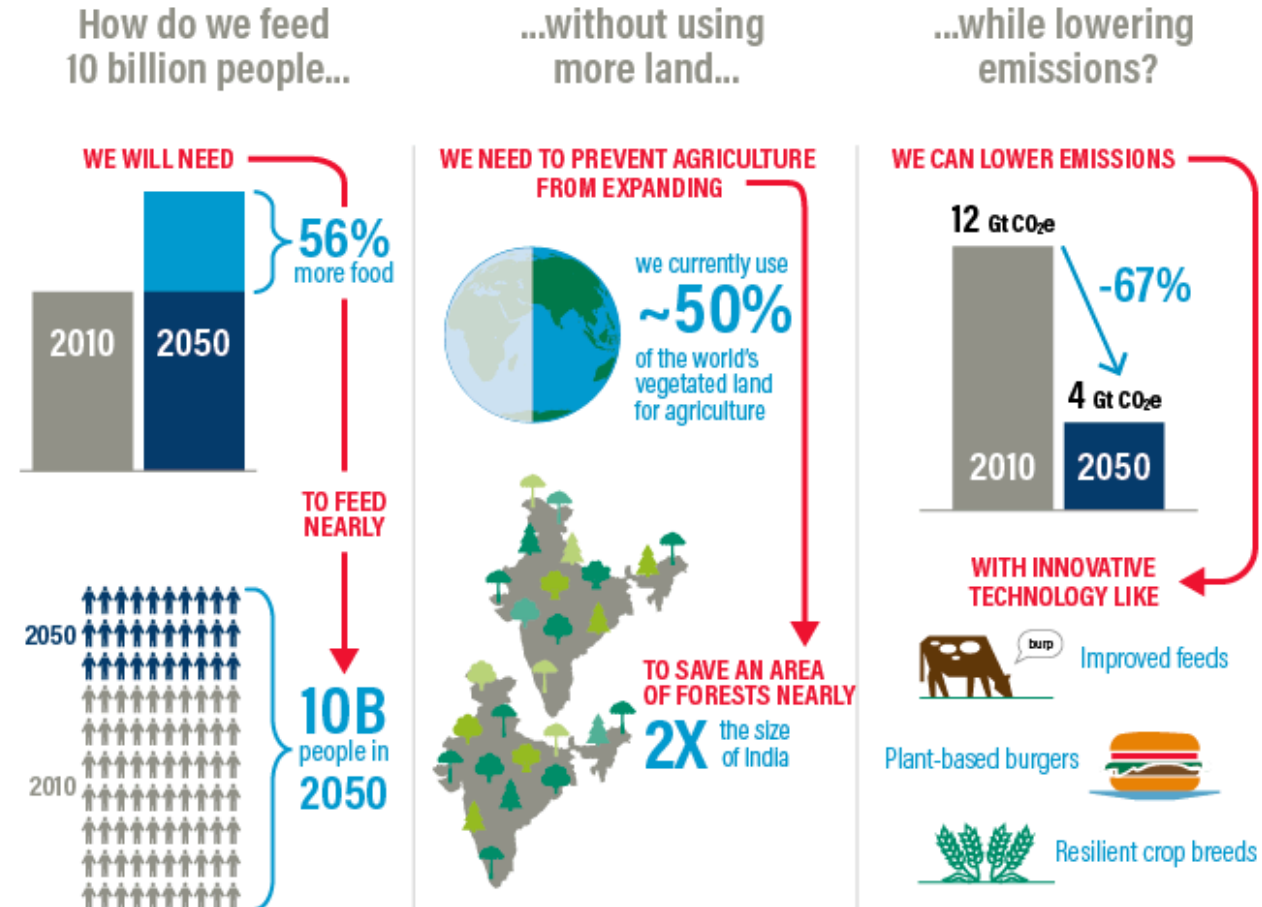 How do we feed
10 billion people...
WE WILL NEED
2010
2050
56%
more food
TO FEED
NEARLY
2050
2010
10B
people in
2050
...without using
more land...
WE NEED TO PREVENT AGRICULTURE
FROM EXPANDING
we currently use
~50%
of the world's
vegetated land
for agriculture
TO SAVE AN AREA
OF FORESTS NEARLY
2X
the size
of India
...while lowering
emissions?
WE CAN LOWER EMISSIONS
12 Gt CO₂e
-67%
4 Gt CO₂e
2010
2050
WITH INNOVATIVE
TECHNOLOGY LIKE
burp
Improved feeds
Plant-based burgers
Resilient crop breeds